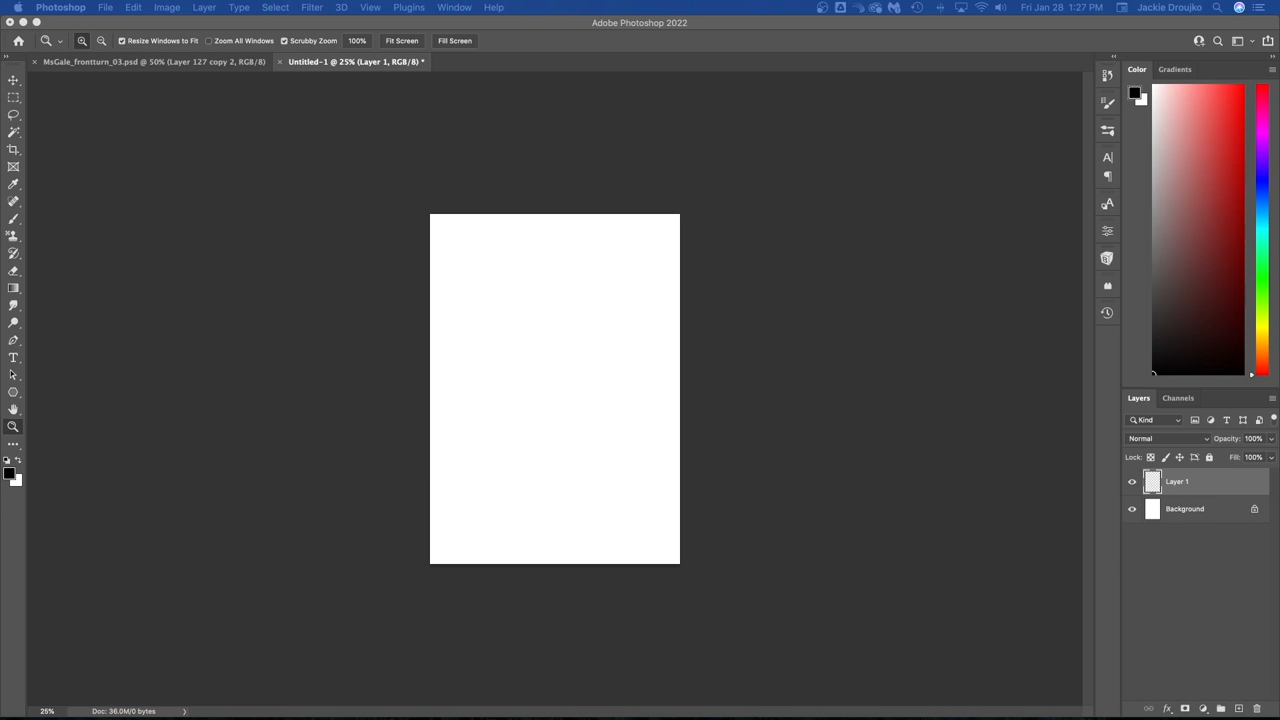 Photoshop File Edit Image Layer Type Select Filter 3D View Plugins Window Help Fri Jan 28 1:27 PM Jackie Droujko
Adobe Photoshop 2022
Resize Windows to Fit Zoom All Windows Scrubby Zoom 100% Fit Screen Fill Screen
MsGale_frontturn_03.psd @ 50% (Layer 127 copy 2, RGB/8) Untitled-1 @ 25% (Layer 1, RGB/8) *
Color Gradients
Layers Channels
Kind
Normal Opacity: 100%
Lock: Fill: 100%
Layer 1
Background
25% Doc: 36.0M/0 bytes